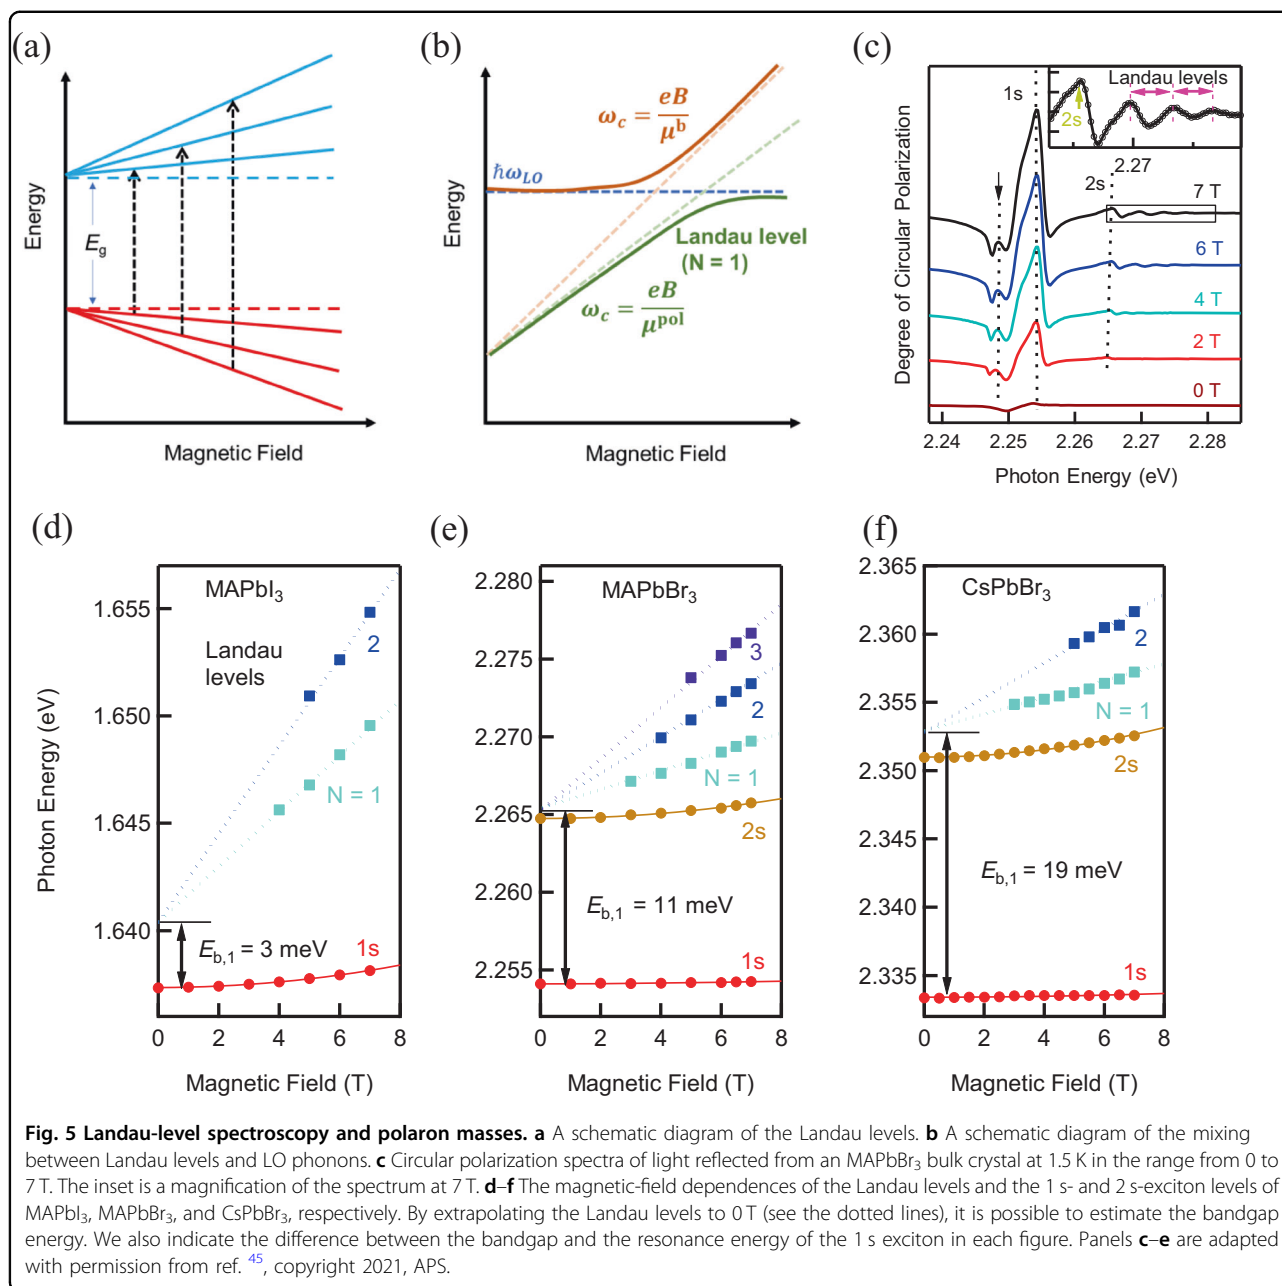 (a)
Energy
E_g
Magnetic Field
(b)
Energy
ω_c = eB/μ^b
ħω_LO
Landau level
(N = 1)
ω_c = eB/μ^pol
Magnetic Field
(c)
Degree of Circular Polarization
1s
Landau levels
2s
2.27
2s
7 T
6 T
4 T
2 T
0 T
2.24 2.25 2.26 2.27 2.28
Photon Energy (eV)
(d)
Photon Energy (eV)
1.655
1.650
1.645
1.640
MAPbI₃
Landau
levels
2
N = 1
E_b,1 = 3 meV
1s
0 2 4 6 8
Magnetic Field (T)
(e)
2.280
2.275
2.270
2.265
2.260
2.254
MAPbBr₃
3
2
N = 1
2s
E_b,1 = 11 meV
1s
0 2 4 6 8
Magnetic Field (T)
(f)
2.365
2.360
2.355
2.350
2.345
2.340
2.335
CsPbBr₃
2
N = 1
2s
E_b,1 = 19 meV
1s
0 2 4 6 8
Magnetic Field (T)
Fig. 5 Landau-level spectroscopy and polaron masses. a A schematic diagram of the Landau levels. b A schematic diagram of the mixing
between Landau levels and LO phonons. c Circular polarization spectra of light reflected from an MAPbBr₃ bulk crystal at 1.5 K in the range from 0 to
7 T. The inset is a magnification of the spectrum at 7 T. d–f The magnetic-field dependences of the Landau levels and the 1 s- and 2 s-exciton levels of
MAPbI₃, MAPbBr₃, and CsPbBr₃, respectively. By extrapolating the Landau levels to 0 T (see the dotted lines), it is possible to estimate the bandgap
energy. We also indicate the difference between the bandgap and the resonance energy of the 1 s exciton in each figure. Panels c–e are adapted
with permission from ref. ⁴⁵, copyright 2021, APS.